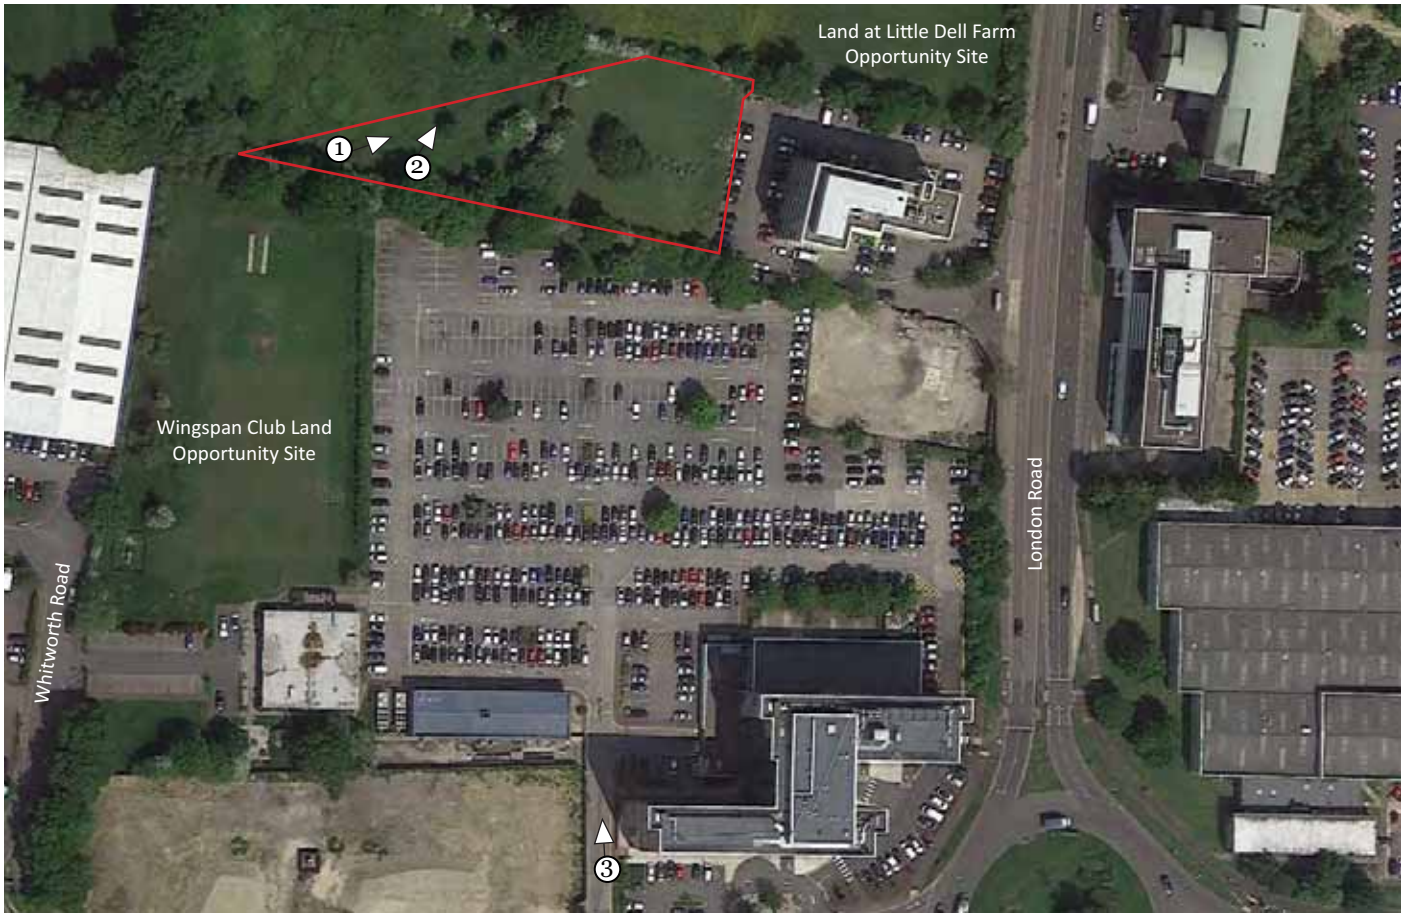 Land at Little Dell Farm
Opportunity Site
1
2
Wingspan Club Land
Opportunity Site
London Road
Whitworth Road
3